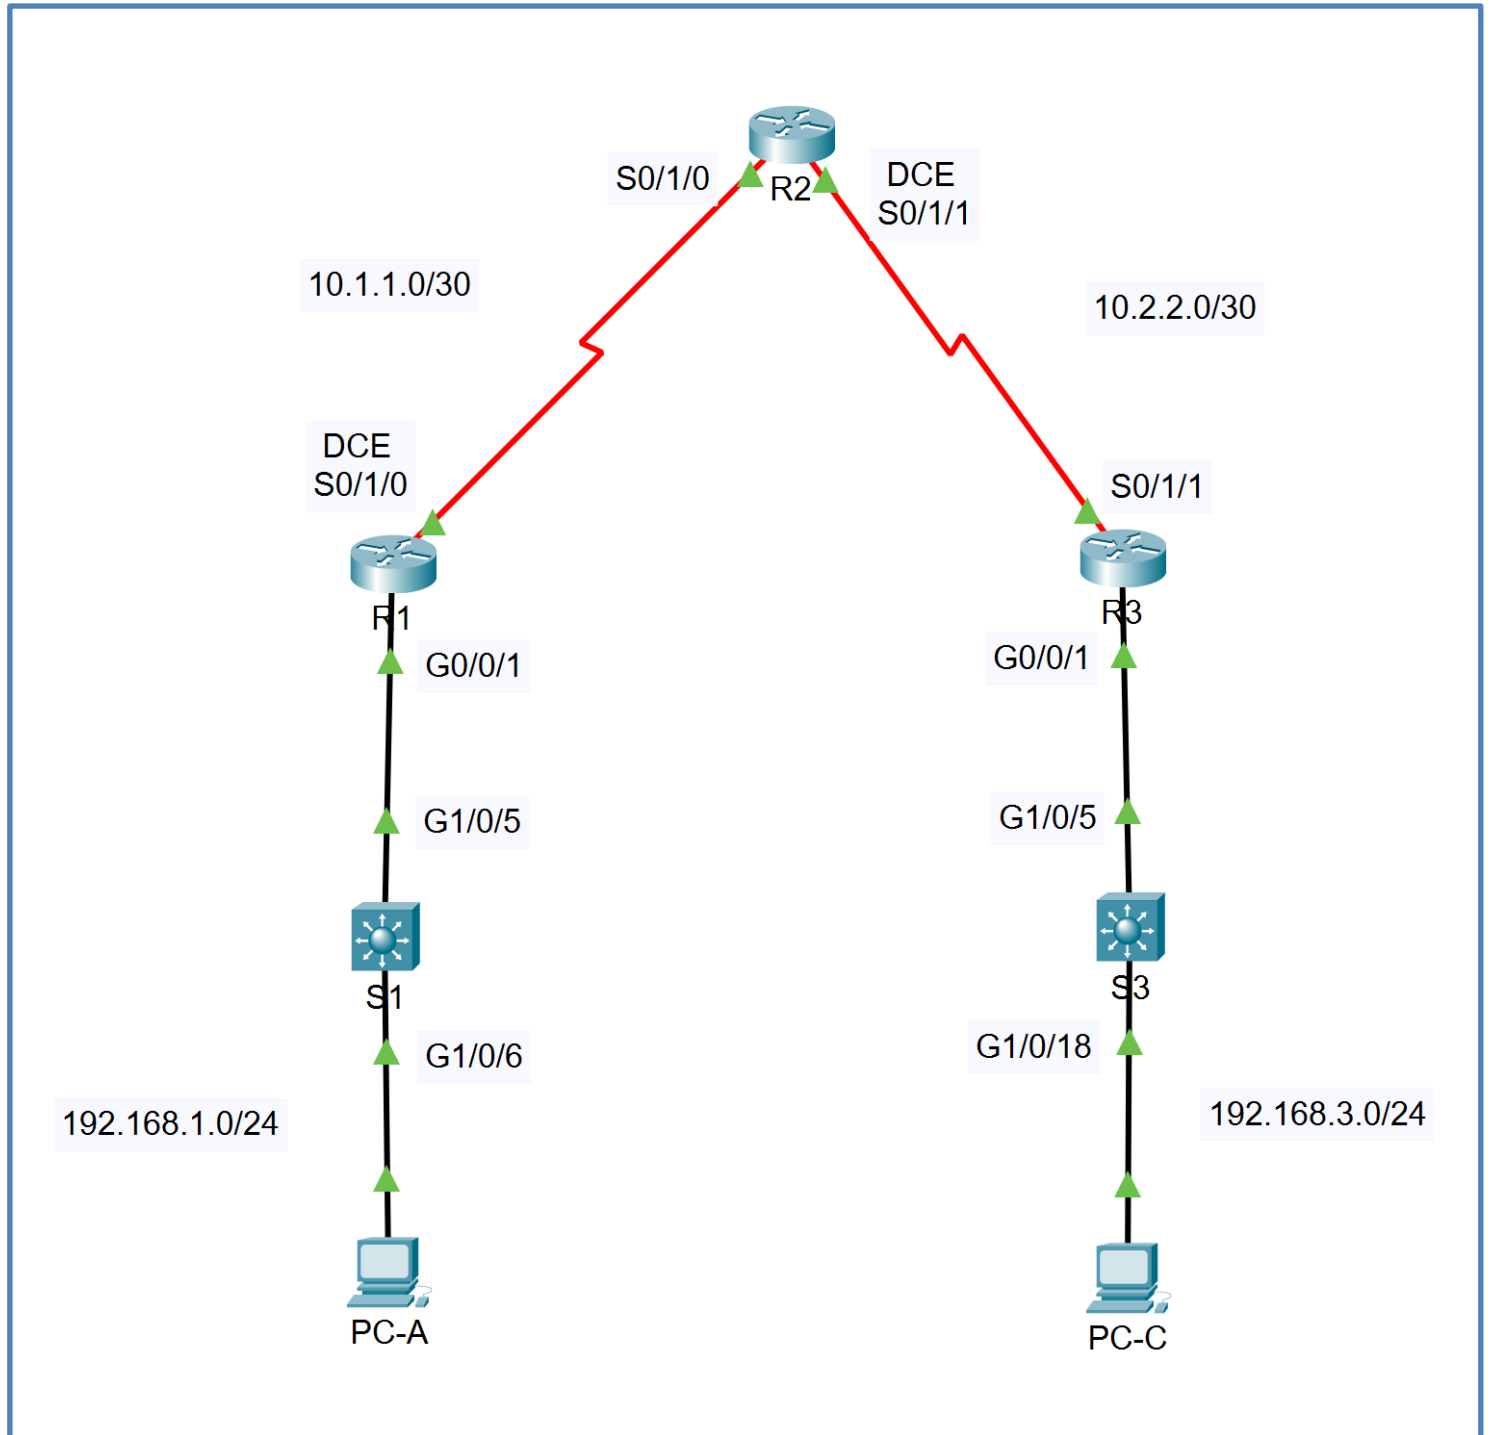 S0/1/0
R2
DCE
S0/1/1
10.1.1.0/30
10.2.2.0/30
DCE
S0/1/0
S0/1/1
R1
R3
G0/0/1
G0/0/1
G1/0/5
G1/0/5
S1
S3
G1/0/6
G1/0/18
192.168.1.0/24
192.168.3.0/24
PC-A
PC-C